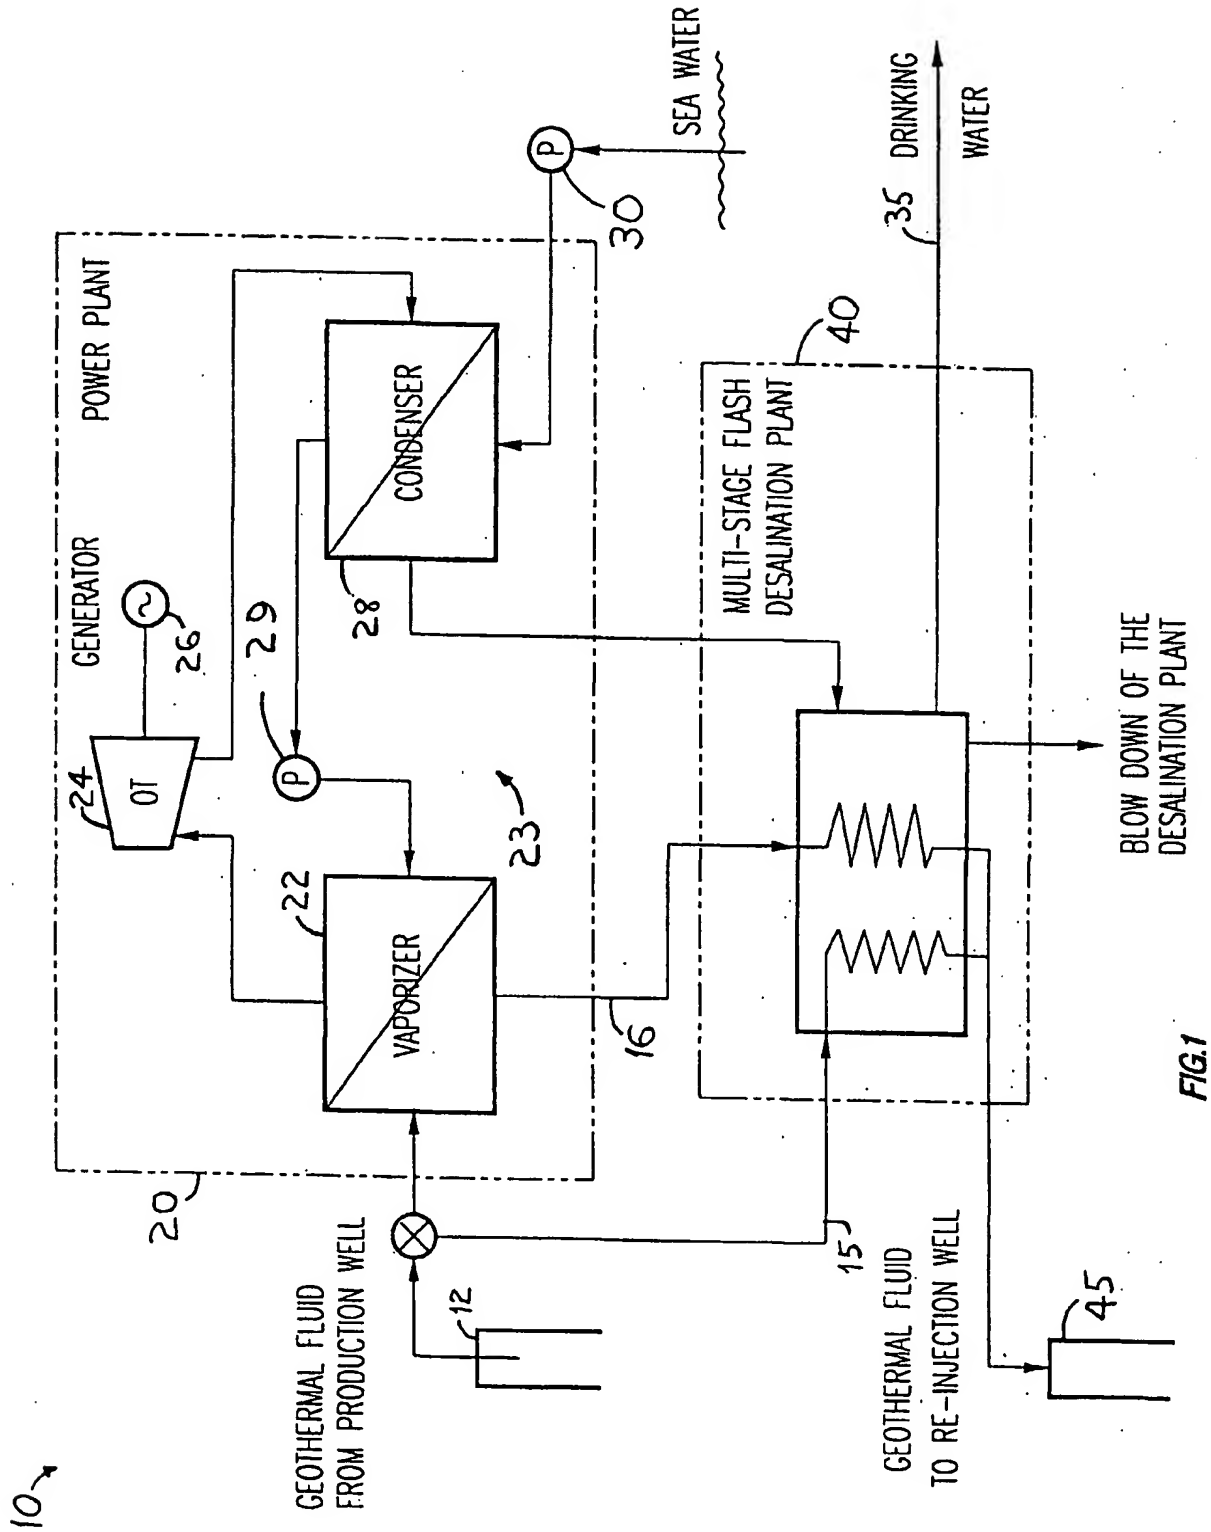 10
POWER PLANT
GENERATOR
26
24
OT
29
P
CONDENSER
28
P
30
SEA WATER
22
VAPORIZER
23
20
16
GEOTHERMAL FLUID
FROM PRODUCTION WELL
12
MULTI-STAGE FLASH
DESALINATION PLANT
40
35
DRINKING
WATER
15
GEOTHERMAL FLUID
TO RE-INJECTION WELL
45
BLOW DOWN OF THE
DESALINATION PLANT
FIG.1